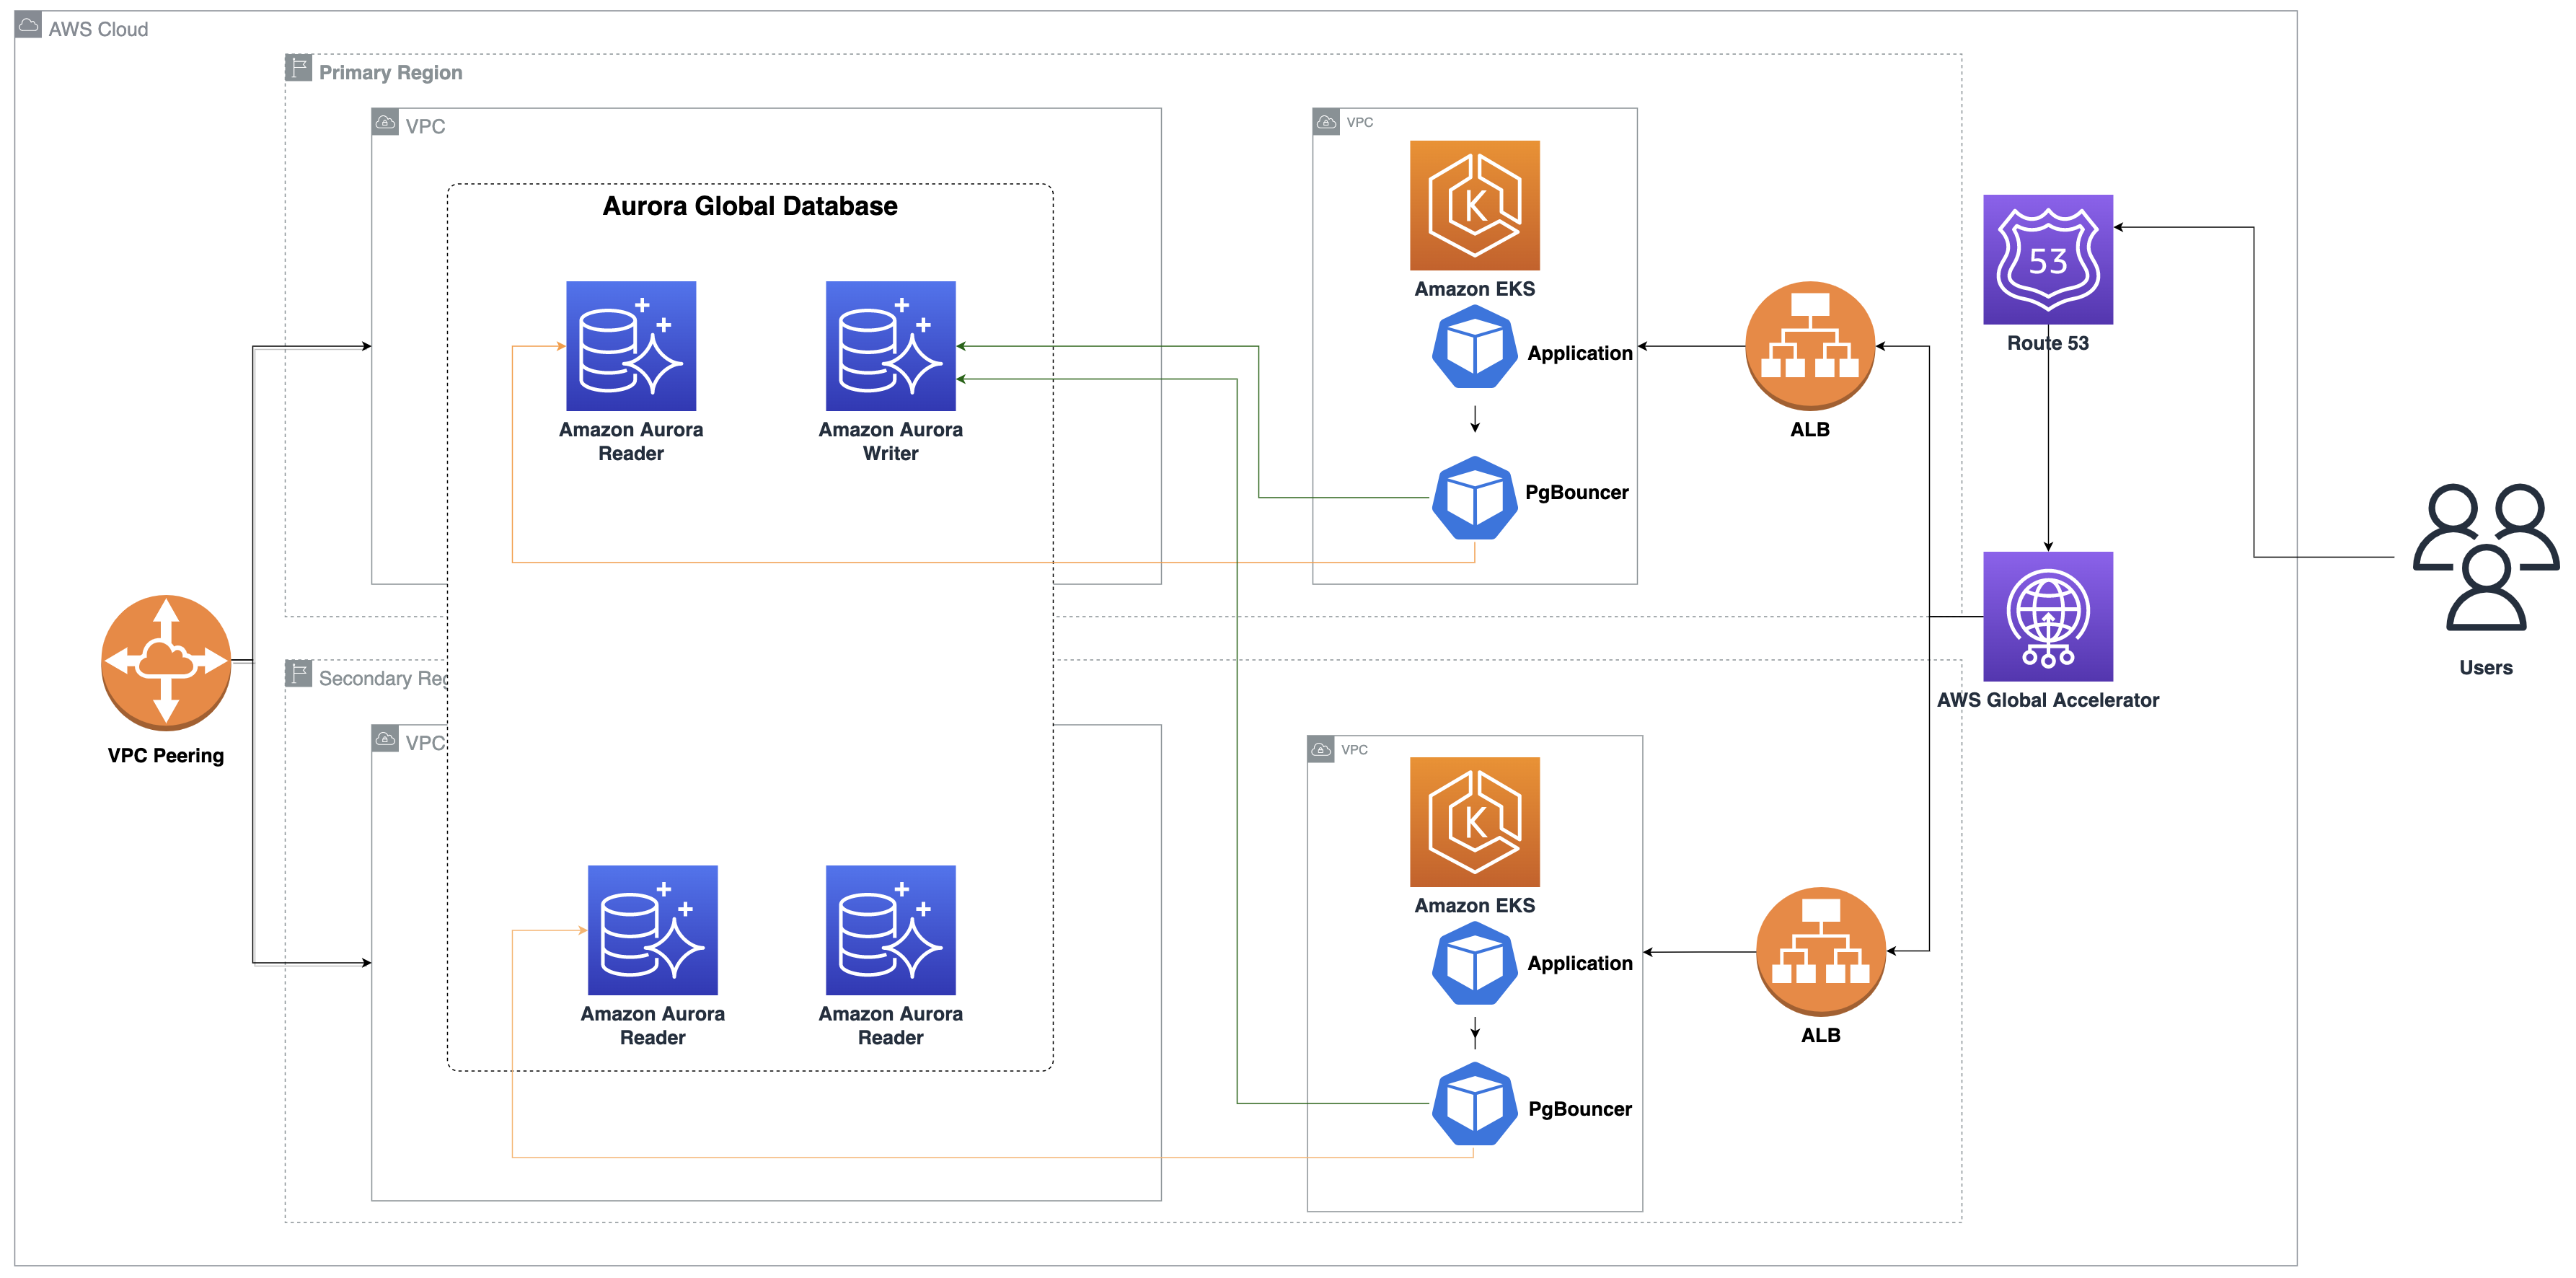 AWS Cloud
Primary Region
VPC
Aurora Global Database
Amazon Aurora
Reader
Amazon Aurora
Writer
VPC
K
Amazon EKS
Application
PgBouncer
ALB
53
Route 53
AWS Global Accelerator
Users
VPC Peering
Secondary Reg
VPC
Amazon Aurora
Reader
Amazon Aurora
Reader
VPC
K
Amazon EKS
Application
PgBouncer
ALB